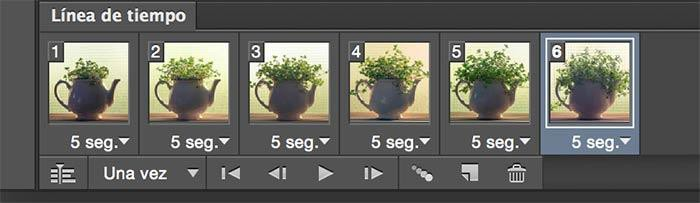 Línea de tiempo
1 2 3 4 5 6
5 seg. 5 seg. 5 seg. 5 seg. 5 seg. 5 seg.
Una vez